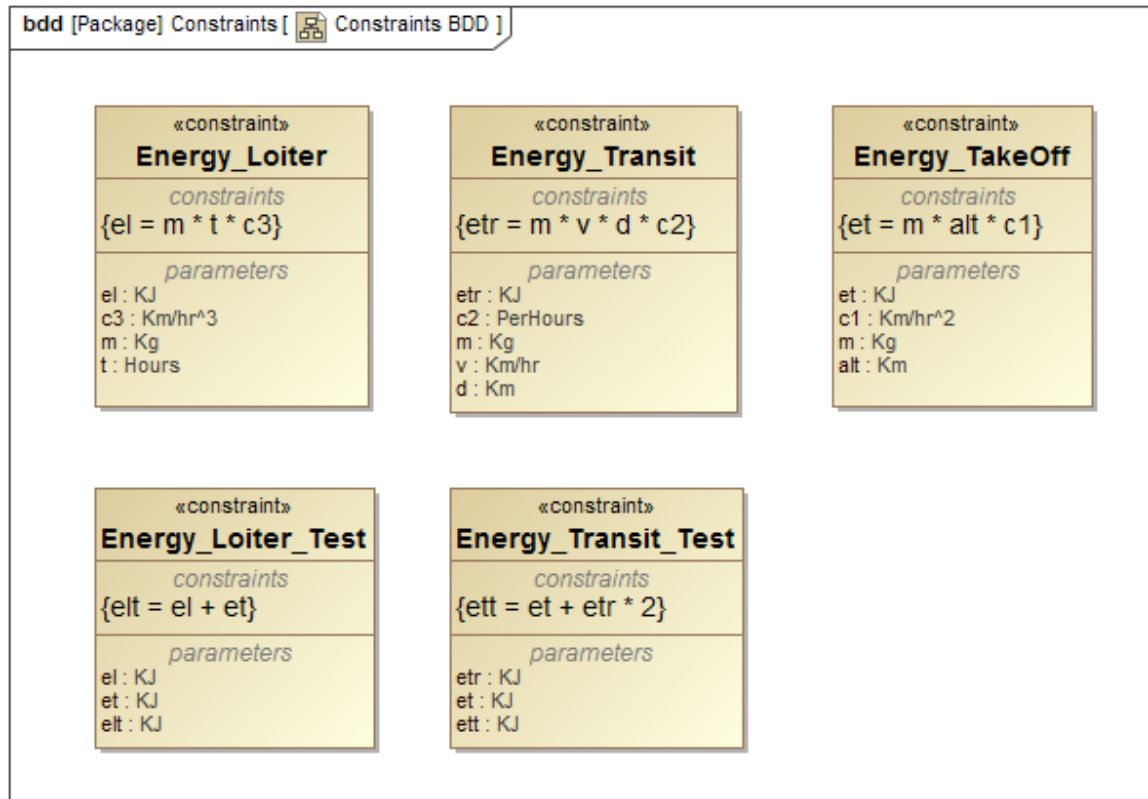 bdd [Package] Constraints [ Constraints BDD ]
«constraint»
Energy_Loiter
constraints
{el = m * t * c3}
parameters
el : KJ
c3 : Km/hr^3
m : Kg
t : Hours
«constraint»
Energy_Transit
constraints
{etr = m * v * d * c2}
parameters
etr : KJ
c2 : PerHours
m : Kg
v : Km/hr
d : Km
«constraint»
Energy_TakeOff
constraints
{et = m * alt * c1}
parameters
et : KJ
c1 : Km/hr^2
m : Kg
alt : Km
«constraint»
Energy_Loiter_Test
constraints
{elt = el + et}
parameters
el : KJ
et : KJ
elt : KJ
«constraint»
Energy_Transit_Test
constraints
{ett = et + etr * 2}
parameters
etr : KJ
et : KJ
ett : KJ